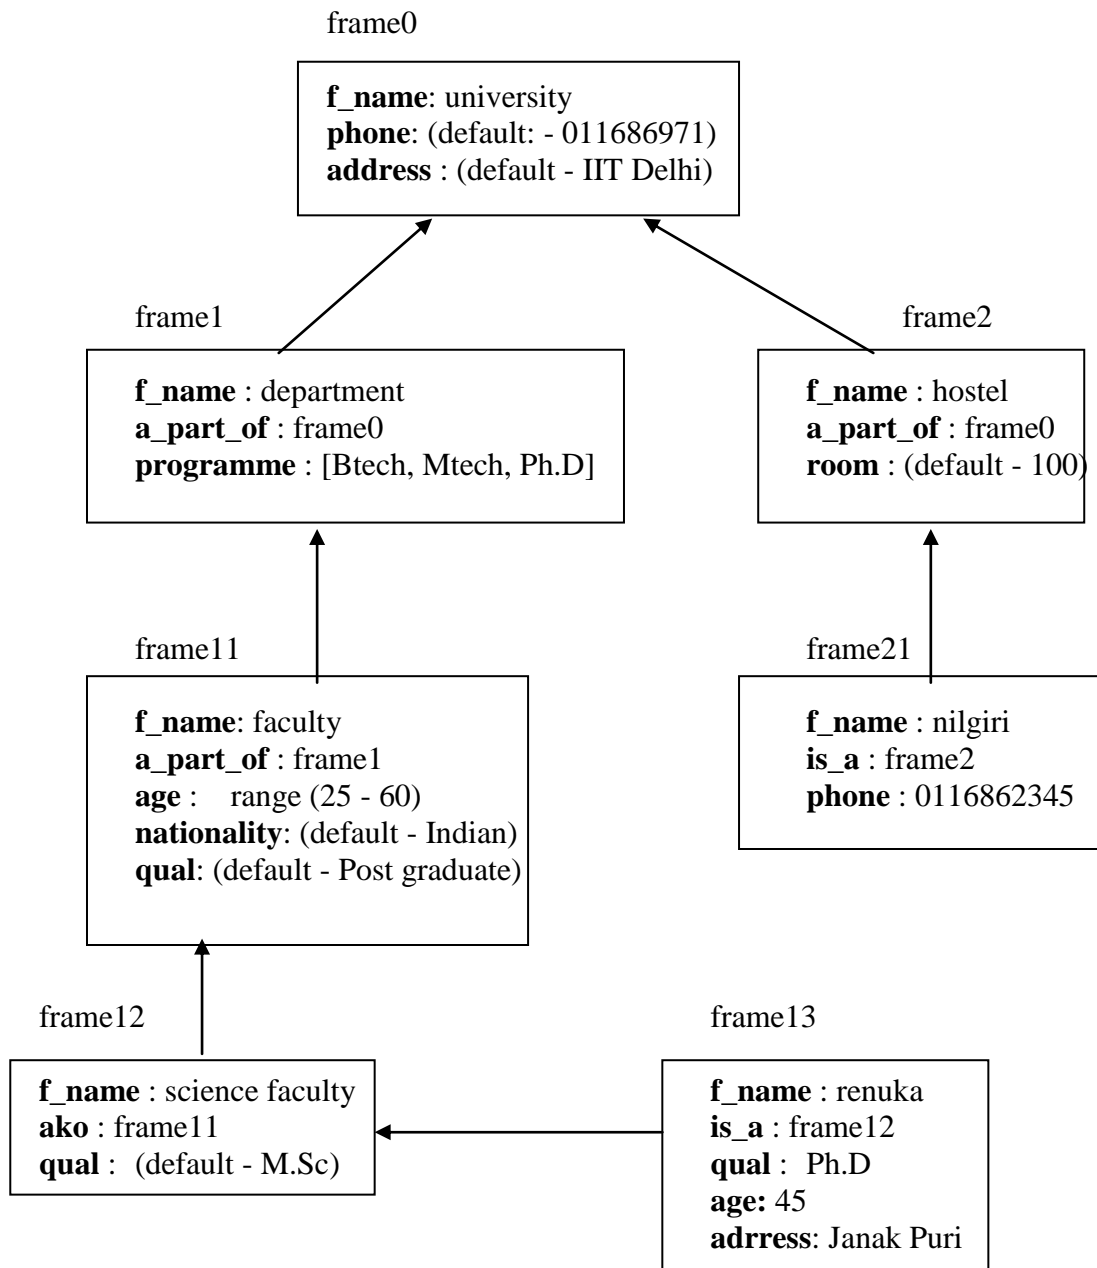 frame0
f_name: university
phone: (default: - 011686971)
address : (default - IIT Delhi)
frame1
f_name : department
a_part_of : frame0
programme : [Btech, Mtech, Ph.D]
frame2
f_name : hostel
a_part_of : frame0
room : (default - 100)
frame11
f_name: faculty
a_part_of : frame1
age : range (25 - 60)
nationality: (default - Indian)
qual: (default - Post graduate)
frame21
f_name : nilgiri
is_a : frame2
phone : 0116862345
frame12
f_name : science faculty
ako : frame11
qual : (default - M.Sc)
frame13
f_name : renuka
is_a : frame12
qual : Ph.D
age: 45
adrress: Janak Puri